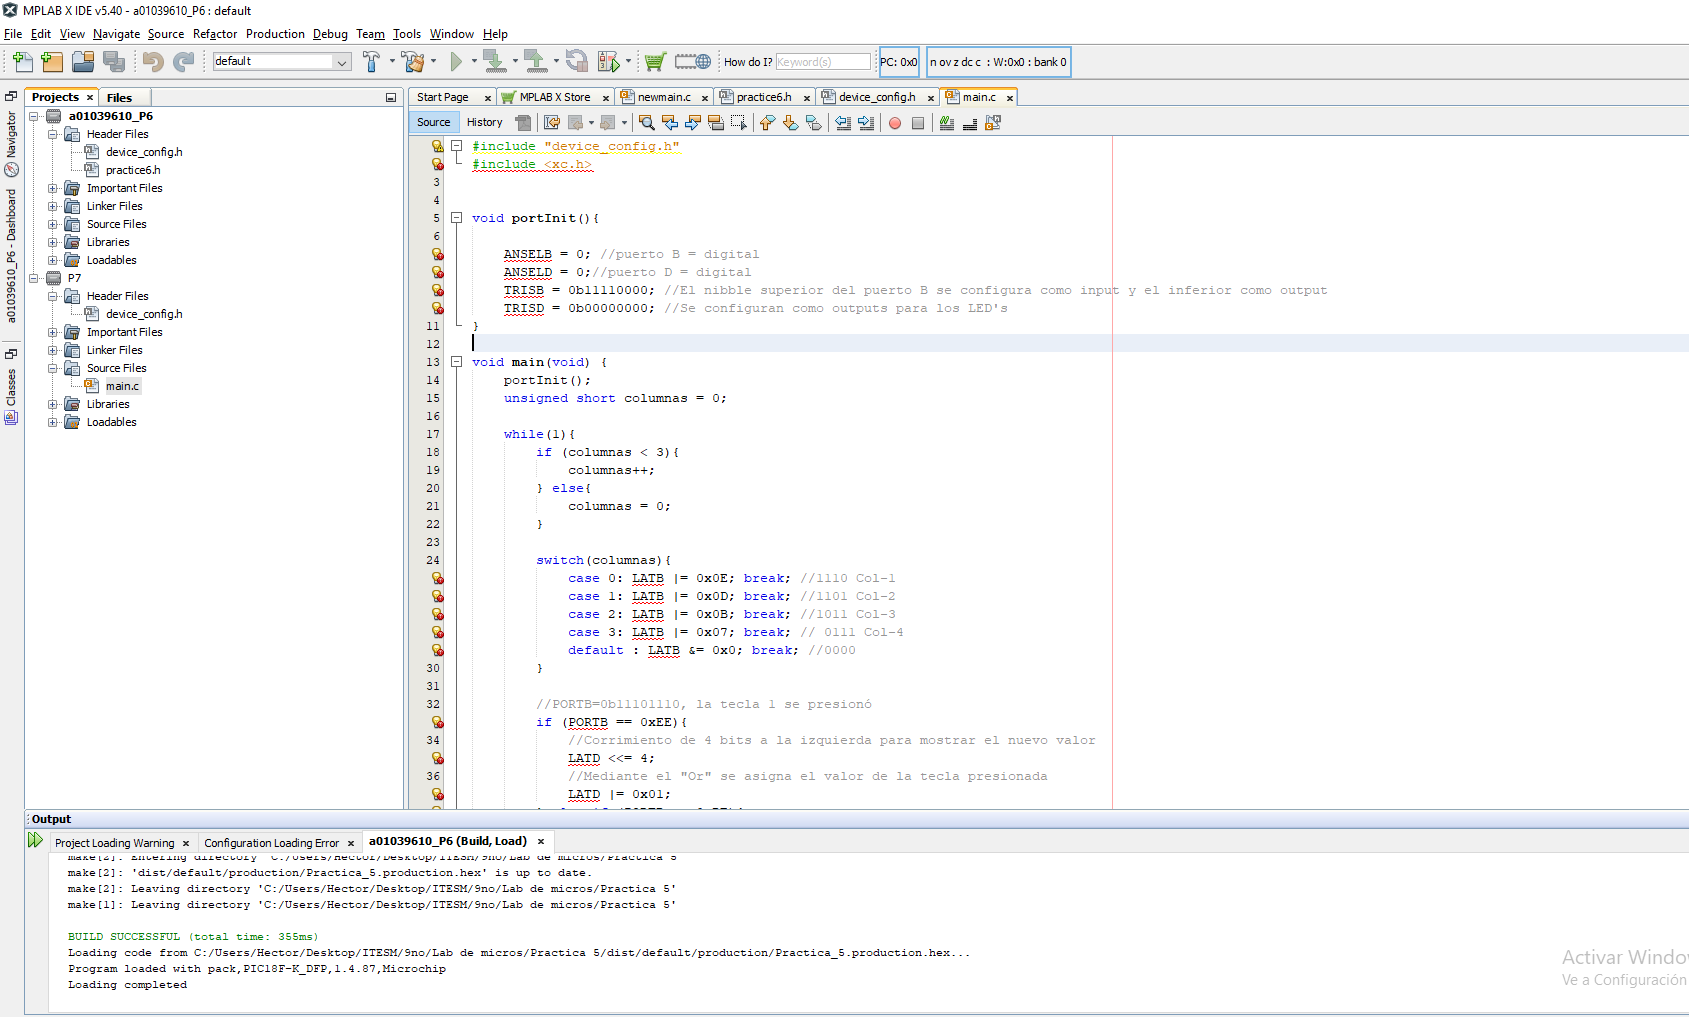 MPLAB X IDE v5.40 - a01039610_P6 : default
File Edit View Navigate Source Refactor Production Debug Team Tools Window Help
default
How do I? Keyword(s)
PC: 0x0
n ov z dc c : W:0x0 : bank 0
Navigator
a01039610_P6 - Dashboard
Classes
Projects Files
a01039610_P6
Header Files
device_config.h
practice6.h
Important Files
Linker Files
Source Files
Libraries
Loadables
P7
Header Files
device_config.h
Important Files
Linker Files
Source Files
main.c
Libraries
Loadables
Start Page MPLAB X Store newmain.c practice6.h device_config.h main.c
Source History
#include "device_config.h"
#include <xc.h>
3
4
5 void portInit(){
6
ANSELB = 0; //puerto B = digital
ANSELD = 0;//puerto D = digital
TRISB = 0b11110000; //El nibble superior del puerto B se configura como input y el inferior como output
TRISD = 0b00000000; //Se configuran como outputs para los LED's
11 }
12
13 void main(void) {
14 portInit();
15 unsigned short columnas = 0;
16
17 while(1){
18 if (columnas < 3){
19 columnas++;
20 } else{
21 columnas = 0;
22 }
23
24 switch(columnas){
case 0: LATB |= 0x0E; break; //1110 Col-1
case 1: LATB |= 0x0D; break; //1101 Col-2
case 2: LATB |= 0x0B; break; //1011 Col-3
case 3: LATB |= 0x07; break; // 0111 Col-4
default : LATB &= 0x0; break; //0000
30 }
31
32 //PORTB=0b11101110, la tecla 1 se presionó
if (PORTB == 0xEE){
34 //Corrimiento de 4 bits a la izquierda para mostrar el nuevo valor
LATD <<= 4;
36 //Mediante el "Or" se asigna el valor de la tecla presionada
LATD |= 0x01;
Output
Project Loading Warning Configuration Loading Error a01039610_P6 (Build, Load)
make[2]: Entering directory 'C:/Users/Hector/Desktop/ITESM/9no/Lab de micros/Practica 5'
make[2]: 'dist/default/production/Practica_5.production.hex' is up to date.
make[2]: Leaving directory 'C:/Users/Hector/Desktop/ITESM/9no/Lab de micros/Practica 5'
make[1]: Leaving directory 'C:/Users/Hector/Desktop/ITESM/9no/Lab de micros/Practica 5'
BUILD SUCCESSFUL (total time: 355ms)
Loading code from C:/Users/Hector/Desktop/ITESM/9no/Lab de micros/Practica 5/dist/default/production/Practica_5.production.hex...
Program loaded with pack,PIC18F-K_DFP,1.4.87,Microchip
Loading completed
Activar Windo
Ve a Configuración